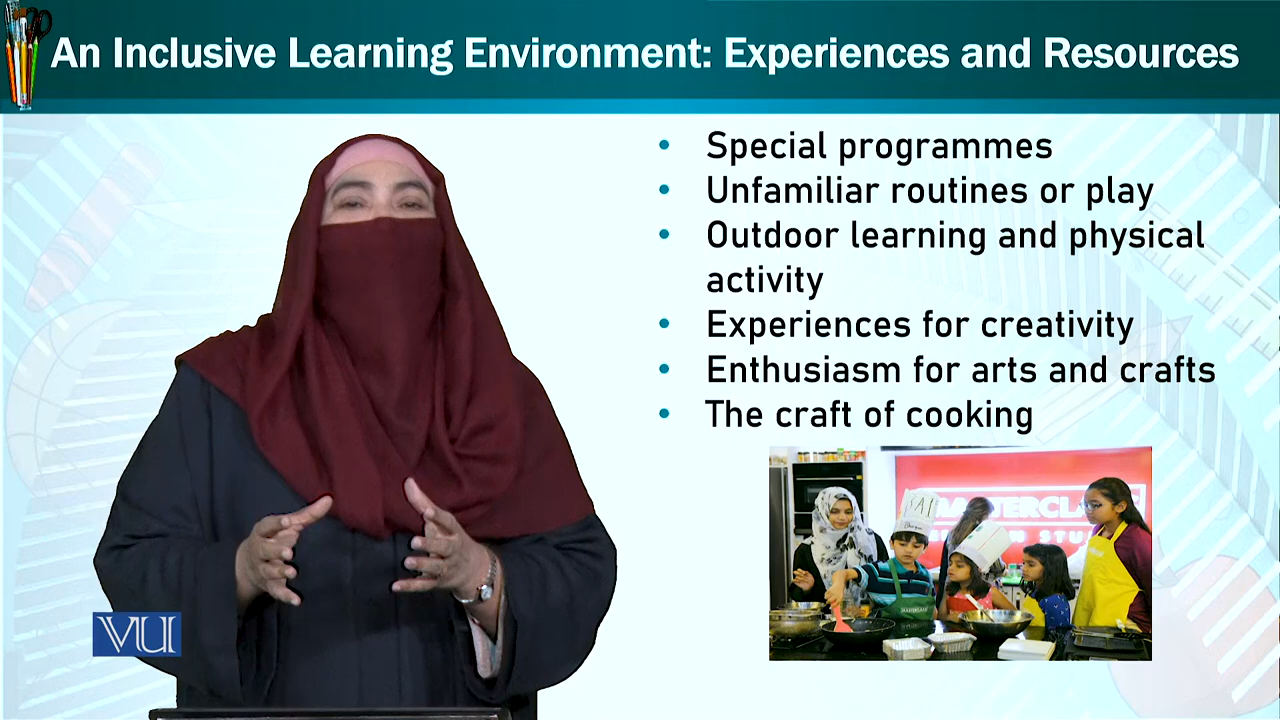 An Inclusive Learning Environment: Experiences and Resources
• Special programmes
• Unfamiliar routines or play
• Outdoor learning and physical
activity
• Experiences for creativity
• Enthusiasm for arts and crafts
• The craft of cooking
VU